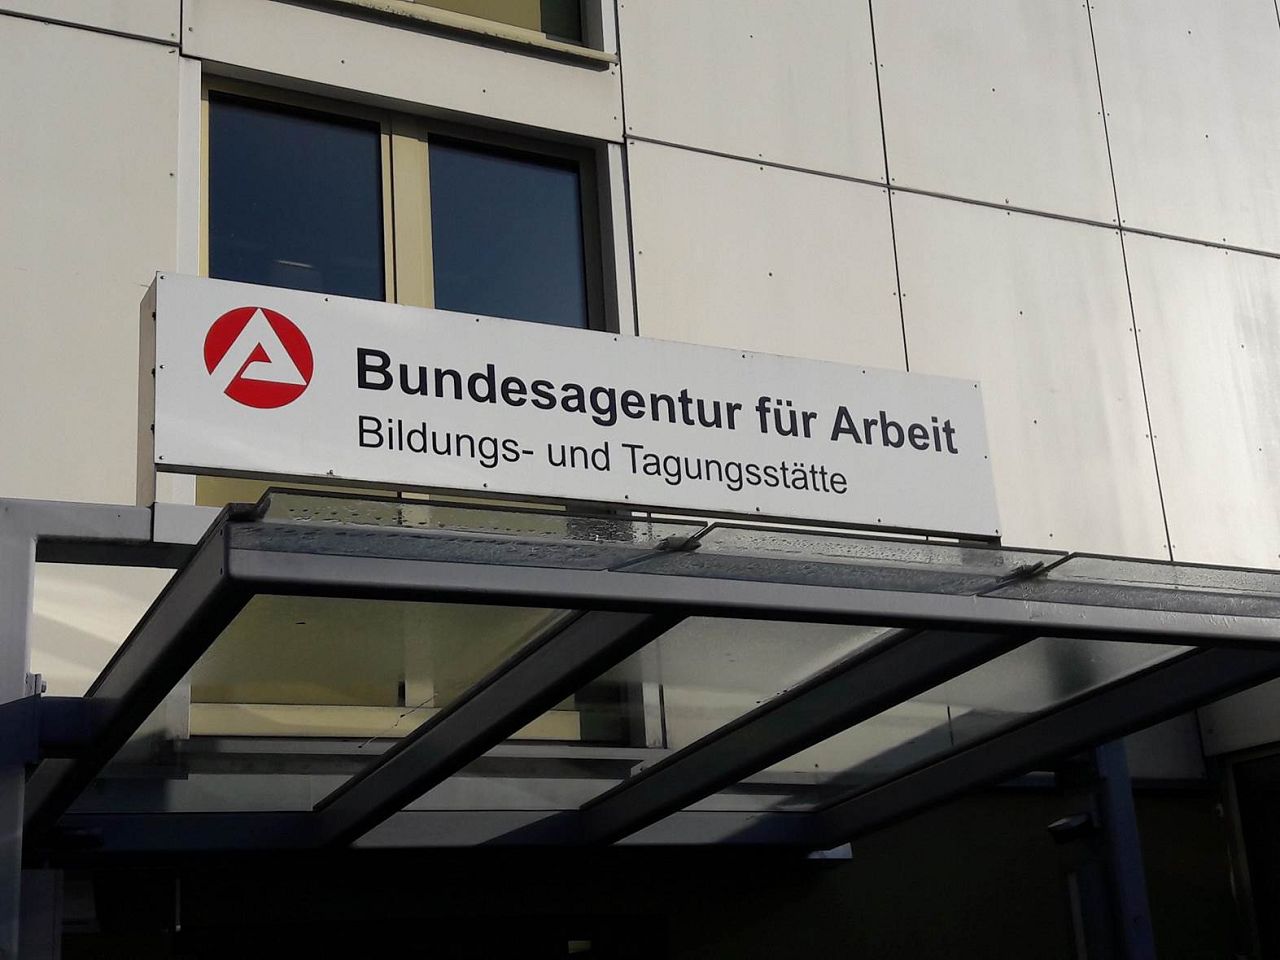 Bundesagentur für Arbeit
Bildungs- und Tagungsstätte